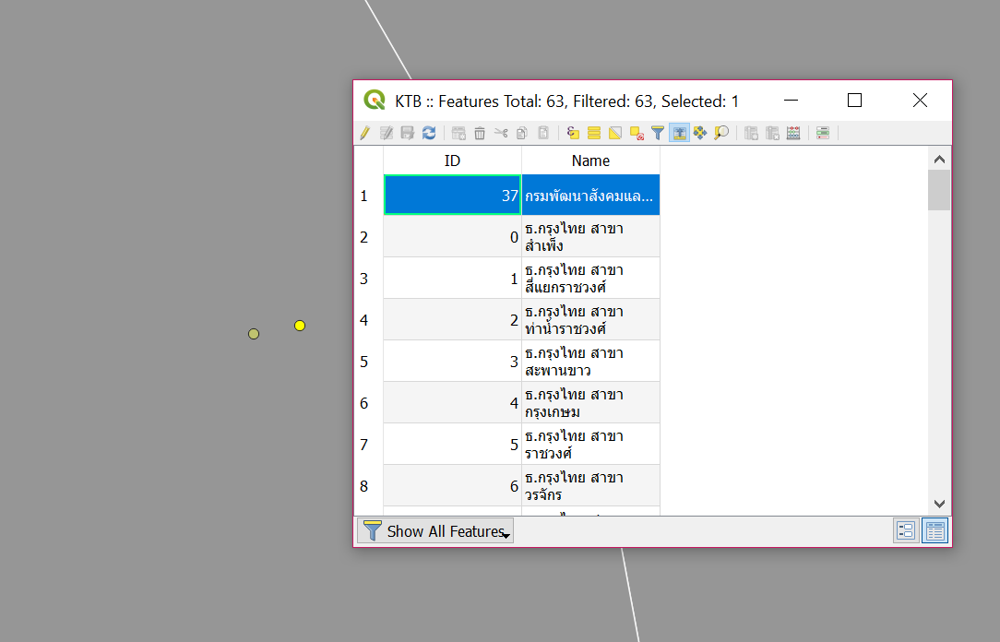 KTB :: Features Total: 63, Filtered: 63, Selected: 1
ID Name
1 37 กรมพัฒนาสังคมแล...
2 0 ธ.กรุงไทย สาขา
สำเพ็ง
3 1 ธ.กรุงไทย สาขา
สี่แยกราชวงศ์
4 2 ธ.กรุงไทย สาขา
ท่าน้ำราชวงศ์
5 3 ธ.กรุงไทย สาขา
สะพานขาว
6 4 ธ.กรุงไทย สาขา
กรุงเกษม
7 5 ธ.กรุงไทย สาขา
ราชวงศ์
8 6 ธ.กรุงไทย สาขา
วรจักร
Show All Features